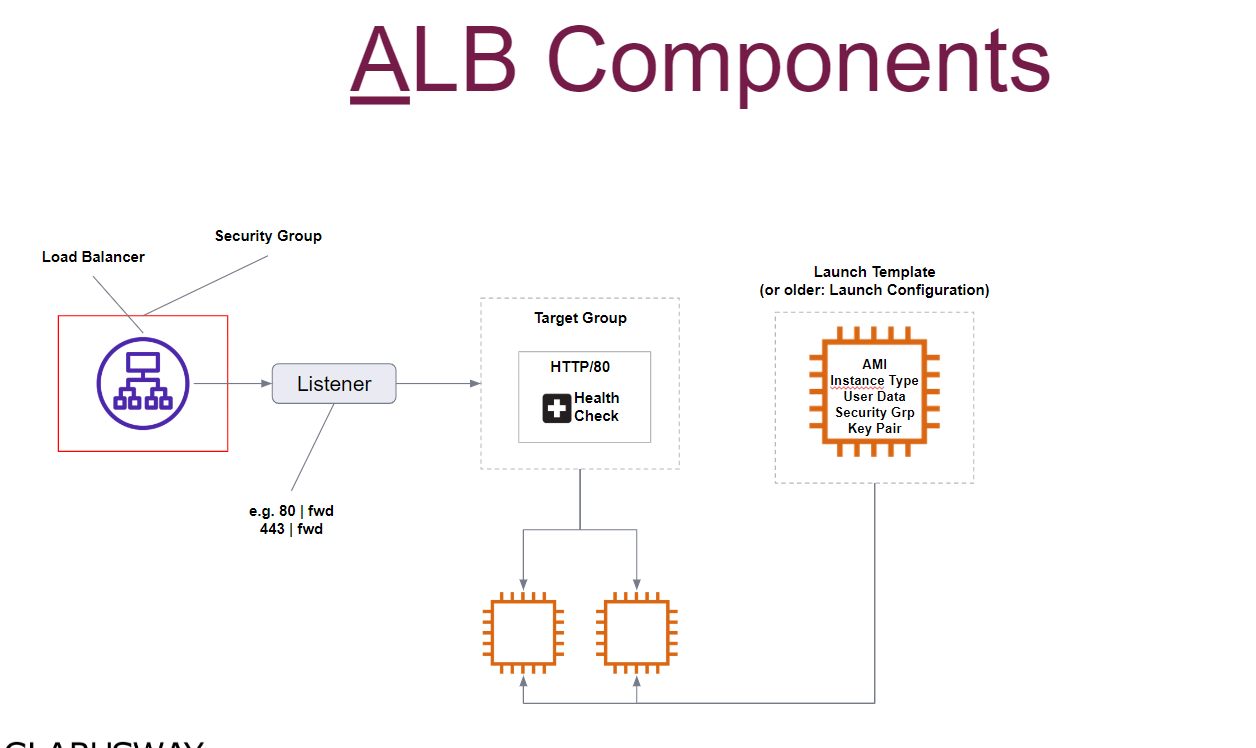 ALB Components
Security Group
Load Balancer
Launch Template
(or older: Launch Configuration)
Target Group
HTTP/80
Health
Check
Listener
AMI
Instance Type
User Data
Security Grp
Key Pair
e.g. 80 | fwd
443 | fwd
CLARUSWAY